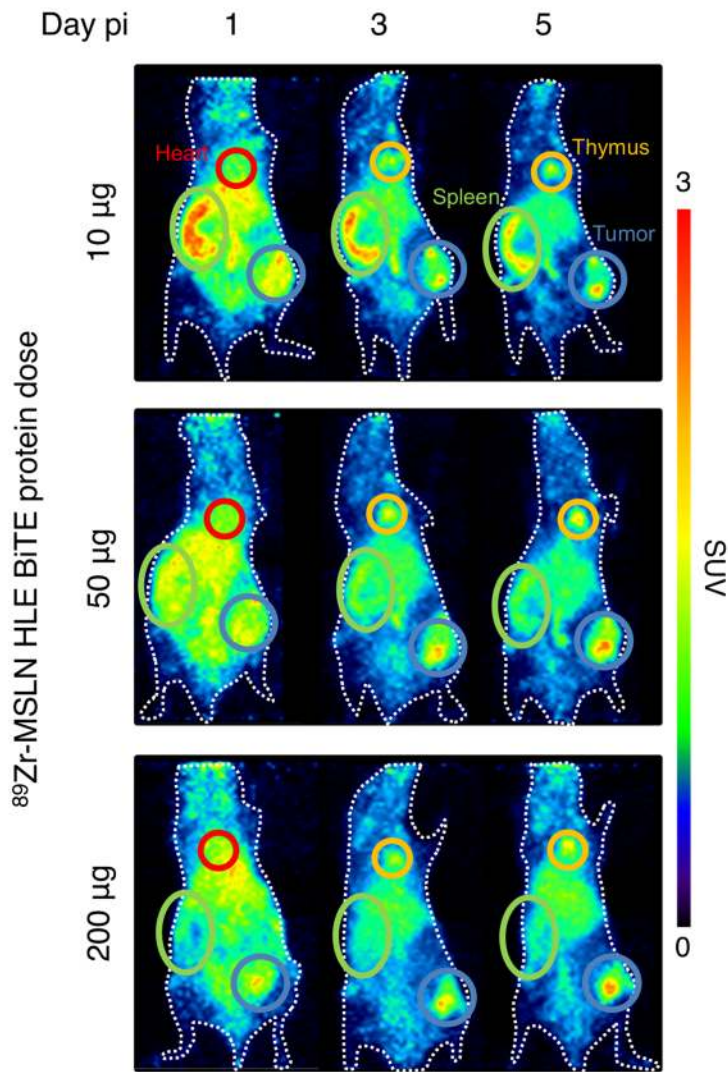 Day pi 1 3 5
Heart
Thymus
Spleen
Tumor
10 µg
50 µg
200 µg
⁸⁹Zr-MSLN HLE BiTE protein dose
3
SUV
0